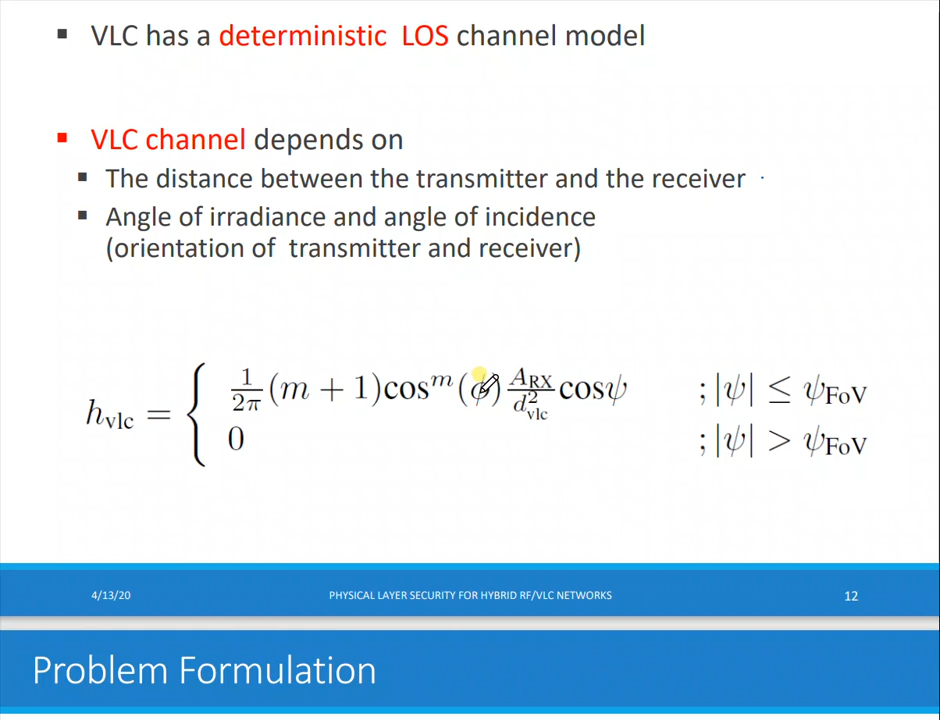 VLC has a deterministic LOS channel model
VLC channel depends on
The distance between the transmitter and the receiver
Angle of irradiance and angle of incidence
(orientation of transmitter and receiver)
h_vlc = { 1/2π (m + 1)cos^m(ϕ) A_RX/d²_vlc cosψ ;|ψ| ≤ ψ_FoV
0 ;|ψ| > ψ_FoV
4/13/20 PHYSICAL LAYER SECURITY FOR HYBRID RF/VLC NETWORKS 12
Problem Formulation